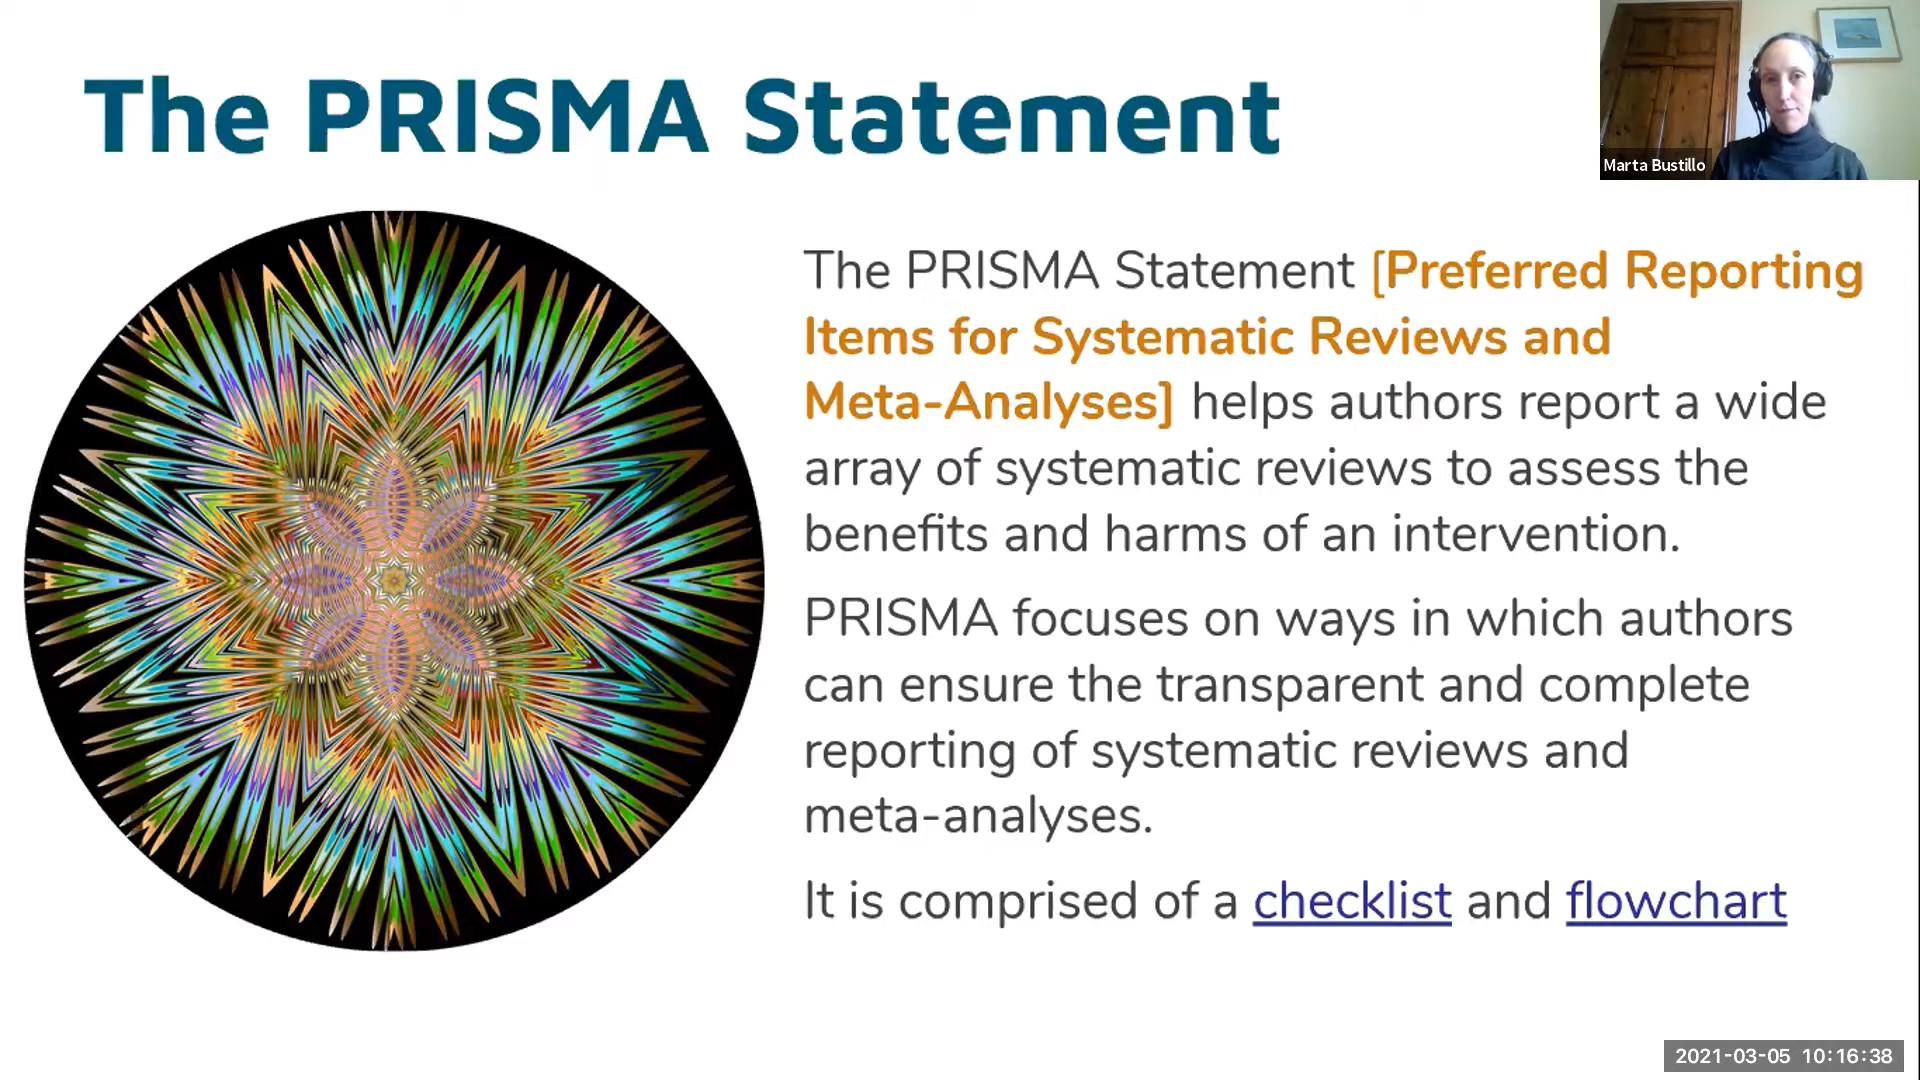 The PRISMA Statement
Marta Bustillo
The PRISMA Statement [Preferred Reporting
Items for Systematic Reviews and
Meta-Analyses] helps authors report a wide
array of systematic reviews to assess the
benefits and harms of an intervention.
PRISMA focuses on ways in which authors
can ensure the transparent and complete
reporting of systematic reviews and
meta-analyses.
It is comprised of a checklist and flowchart
2021-03-05 10:16:38